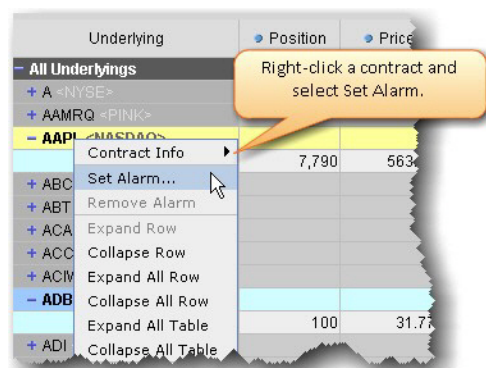 Underlying Position Price
Right-click a contract and
select Set Alarm.
− All Underlyings
+ A <NYSE>
+ AAMRQ <PINK>
− AAPL <NASDAQ>
Contract Info
7,790 563
Set Alarm...
+ ABC
Remove Alarm
+ ABT
Expand Row
+ ACA
Collapse Row
+ ACC
Expand All Row
+ ACIW
Collapse All Row
− ADB
Expand All Table
100 31.77
+ ADI
Collapse All Table